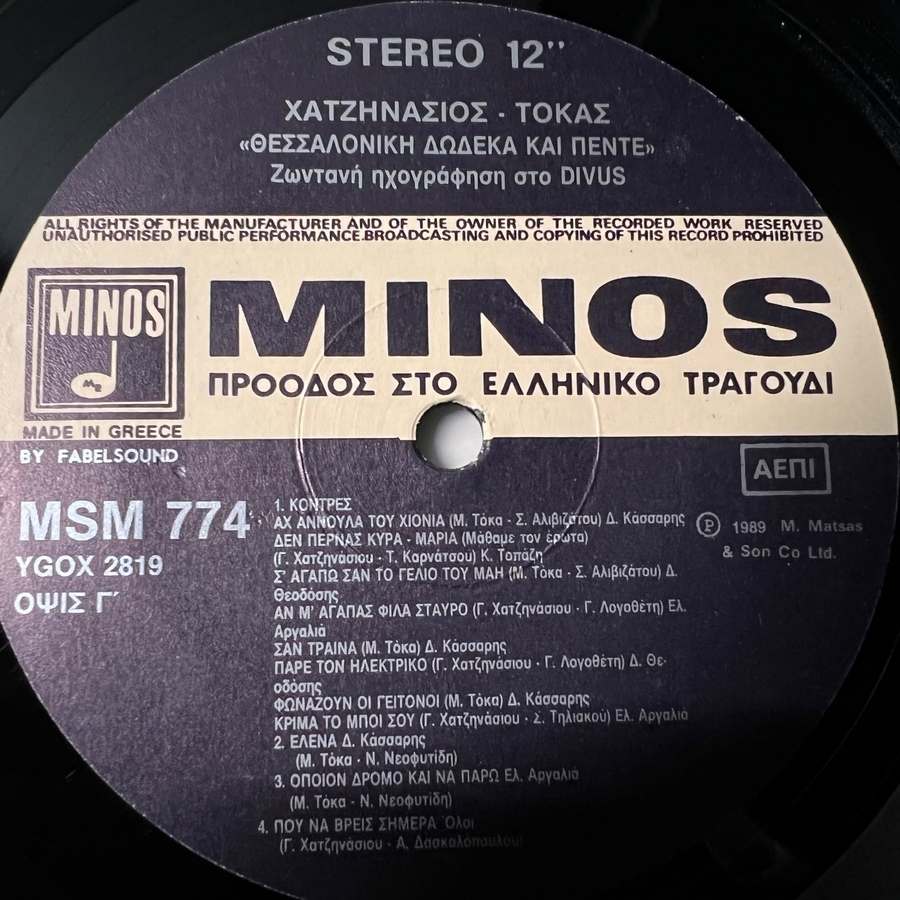 STEREO 12''
ΧΑΤΖΗΝΑΣΙΟΣ - ΤΟΚΑΣ
«ΘΕΣΣΑΛΟΝΙΚΗ ΔΩΔΕΚΑ ΚΑΙ ΠΕΝΤΕ»
Ζωντανή ηχογράφηση στο DIVUS
ALL RIGHTS OF THE MANUFACTURER AND OF THE OWNER OF THE RECORDED WORK RESERVED
UNAUTHORISED PUBLIC PERFORMANCE.BROADCASTING AND COPYING OF THIS RECORD PROHIBITED
MINOS
MINOS
ΠΡΟΟΔΟΣ ΣΤΟ ΕΛΛΗΝΙΚΟ ΤΡΑΓΟΥΔΙ
MADE IN GREECE
BY FABELSOUND
ΑΕΠΙ
MSM 774
YGOX 2819
ΟΨΙΣ Γ΄
Ⓟ 1989 M. Matsas
& Son Co Ltd.
1. ΚΟΝΤΡΕΣ
ΑΧ ΑΝΝΟΥΛΑ ΤΟΥ ΧΙΟΝΙΑ (Μ. Τόκα - Σ. Αλιβιζάτου) Δ. Κάσσαρης
ΔΕΝ ΠΕΡΝΑΣ ΚΥΡΑ - ΜΑΡΙΑ (Μάθαμε τον έρωτα)
(Γ. Χατζηνάσιου - Τ. Καρνάτσου) Κ. Τοπάζη
Σ' ΑΓΑΠΩ ΣΑΝ ΤΟ ΓΕΛΙΟ ΤΟΥ ΜΑΗ (Μ. Τόκα - Σ. Αλιβιζάτου) Δ.
Θεοδόσης
ΑΝ Μ' ΑΓΑΠΑΣ ΦΙΛΑ ΣΤΑΥΡΟ (Γ. Χατζηνάσιου - Γ. Λογοθέτη) Ελ.
Αργαλιά
ΣΑΝ ΤΡΑΙΝΑ (Μ. Τόκα) Δ. Κάσσαρης
ΠΑΡΕ ΤΟΝ ΗΛΕΚΤΡΙΚΟ (Γ. Χατζηνάσιου - Γ. Λογοθέτη) Δ. Θε-
οδόσης
ΦΩΝΑΖΟΥΝ ΟΙ ΓΕΙΤΟΝΟΙ (Μ. Τόκα) Δ. Κάσσαρης
ΚΡΙΜΑ ΤΟ ΜΠΟΙ ΣΟΥ (Γ. Χατζηνάσιου - Σ. Τηλιακού) Ελ. Αργαλιά
2. ΕΛΕΝΑ Δ. Κάσσαρης
(Μ. Τόκα - Ν. Νεοφυτίδη)
3. ΟΠΟΙΟΝ ΔΡΟΜΟ ΚΑΙ ΝΑ ΠΑΡΩ Ελ. Αργαλιά
(Μ. Τόκα - Ν. Νεοφυτίδη)
4. ΠΟΥ ΝΑ ΒΡΕΙΣ ΣΗΜΕΡΑ Όλοι
(Γ. Χατζηνάσιου - Α. Δασκαλόπουλου)